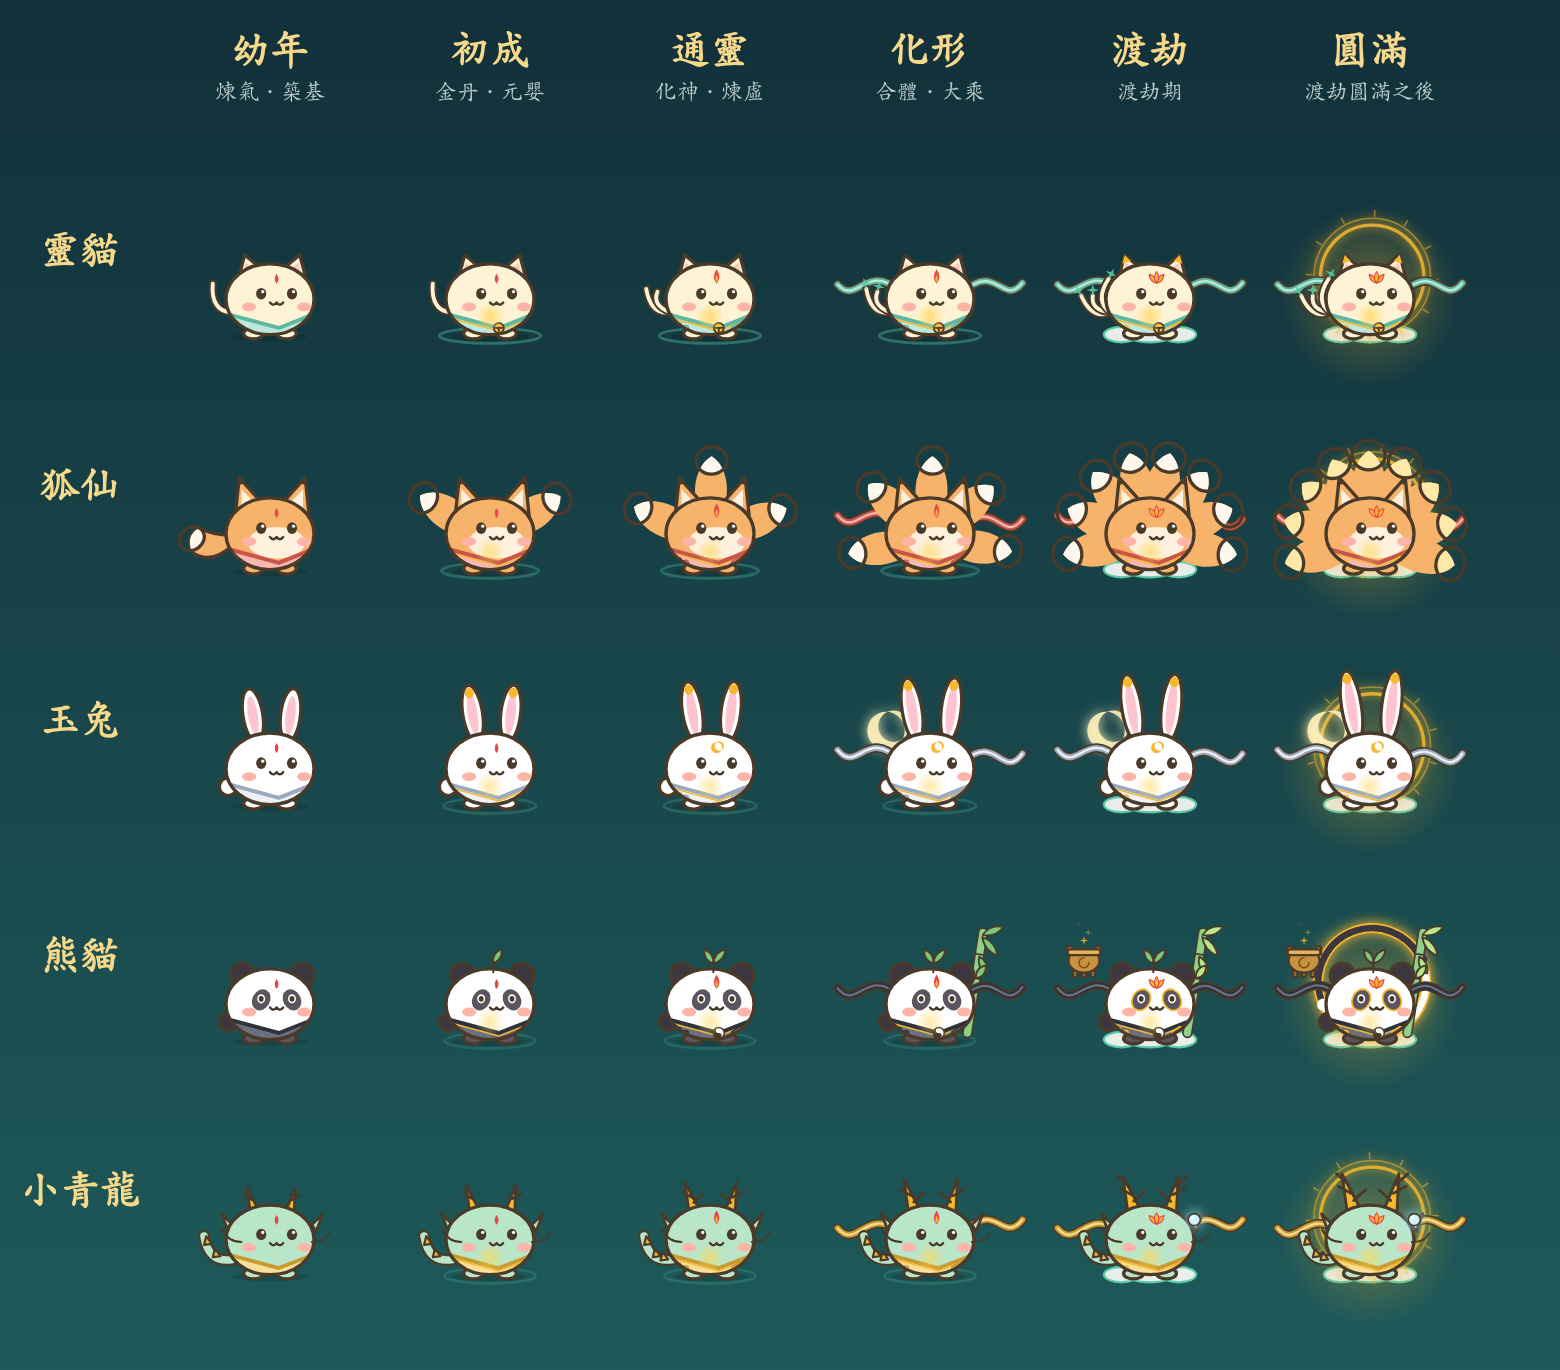 幼年
初成
通靈
化形
渡劫
圓滿
煉氣·築基
金丹·元嬰
化神·煉虛
合體·大乘
渡劫期
渡劫圓滿之後
靈貓
狐仙
玉兔
熊貓
小青龍